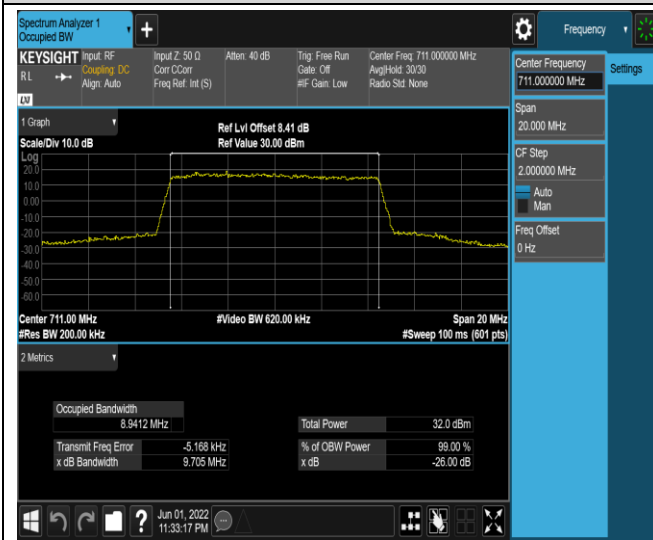 Spectrum Analyzer 1
Occupied BW
Frequency
KEYSIGHT
RL
LXI
Input: RF
Coupling: DC
Align: Auto
Input Z: 50 Ω
Corr CCorr
Freq Ref: Int (S)
Atten: 40 dB
Trig: Free Run
Gate: Off
#IF Gain: Low
Center Freq: 711.000000 MHz
Avg|Hold: 30/30
Radio Std: None
Center Frequency
711.000000 MHz
Settings
Span
20.000 MHz
CF Step
2.000000 MHz
Auto
Man
Freq Offset
0 Hz
1 Graph
Scale/Div 10.0 dB
Ref Lvl Offset 8.41 dB
Ref Value 30.00 dBm
Log
20.0
10.0
0.00
-10.0
-20.0
-30.0
-40.0
-50.0
-60.0
Center 711.00 MHz
#Video BW 620.00 kHz
Span 20 MHz
#Res BW 200.00 kHz
#Sweep 100 ms (601 pts)
2 Metrics
Occupied Bandwidth
8.9412 MHz
Total Power 32.0 dBm
Transmit Freq Error -5.168 kHz
% of OBW Power 99.00 %
x dB Bandwidth 9.705 MHz
x dB -26.00 dB
?
Jun 01, 2022
11:33:17 PM